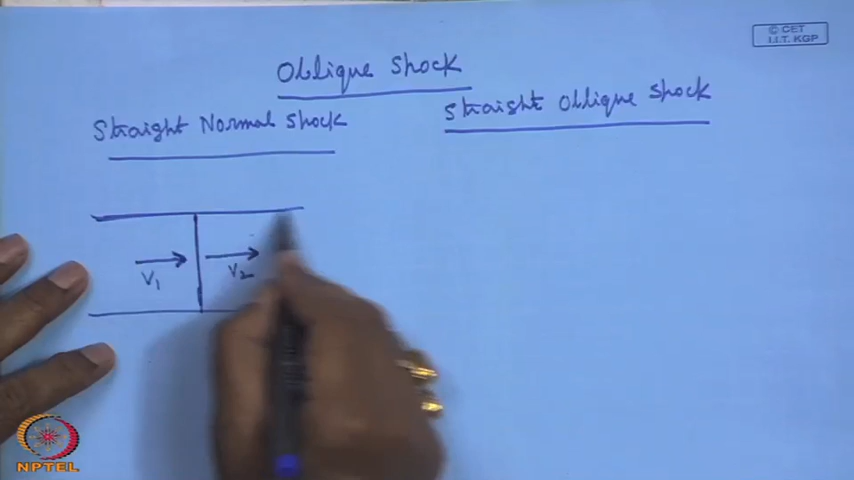 © CET
I.I.T. KGP
Oblique Shock
Straight Normal Shock
Straight Oblique Shock
V1
V2
NPTEL